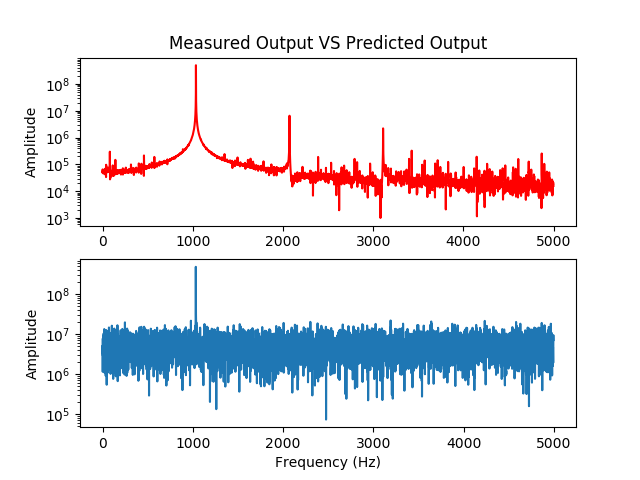 Measured Output VS Predicted Output
Amplitude
10⁸
10⁷
10⁶
10⁵
10⁴
10³
0 1000 2000 3000 4000 5000
Amplitude
10⁸
10⁷
10⁶
10⁵
0 1000 2000 3000 4000 5000
Frequency (Hz)